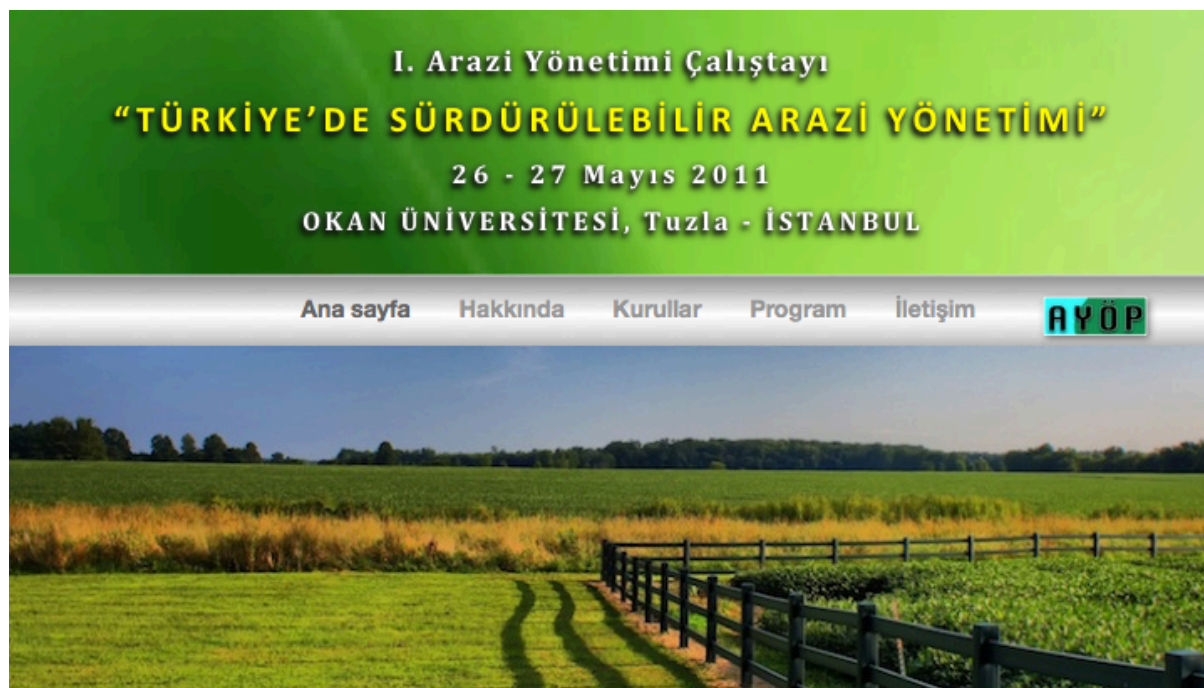 I. Arazi Yönetimi Çalıştayı
“TÜRKİYE’DE SÜRDÜRÜLEBİLİR ARAZİ YÖNETİMİ”
26 - 27 Mayıs 2011
OKAN ÜNİVERSİTESİ, Tuzla - İSTANBUL
Ana sayfa Hakkında Kurullar Program İletişim AYÖP